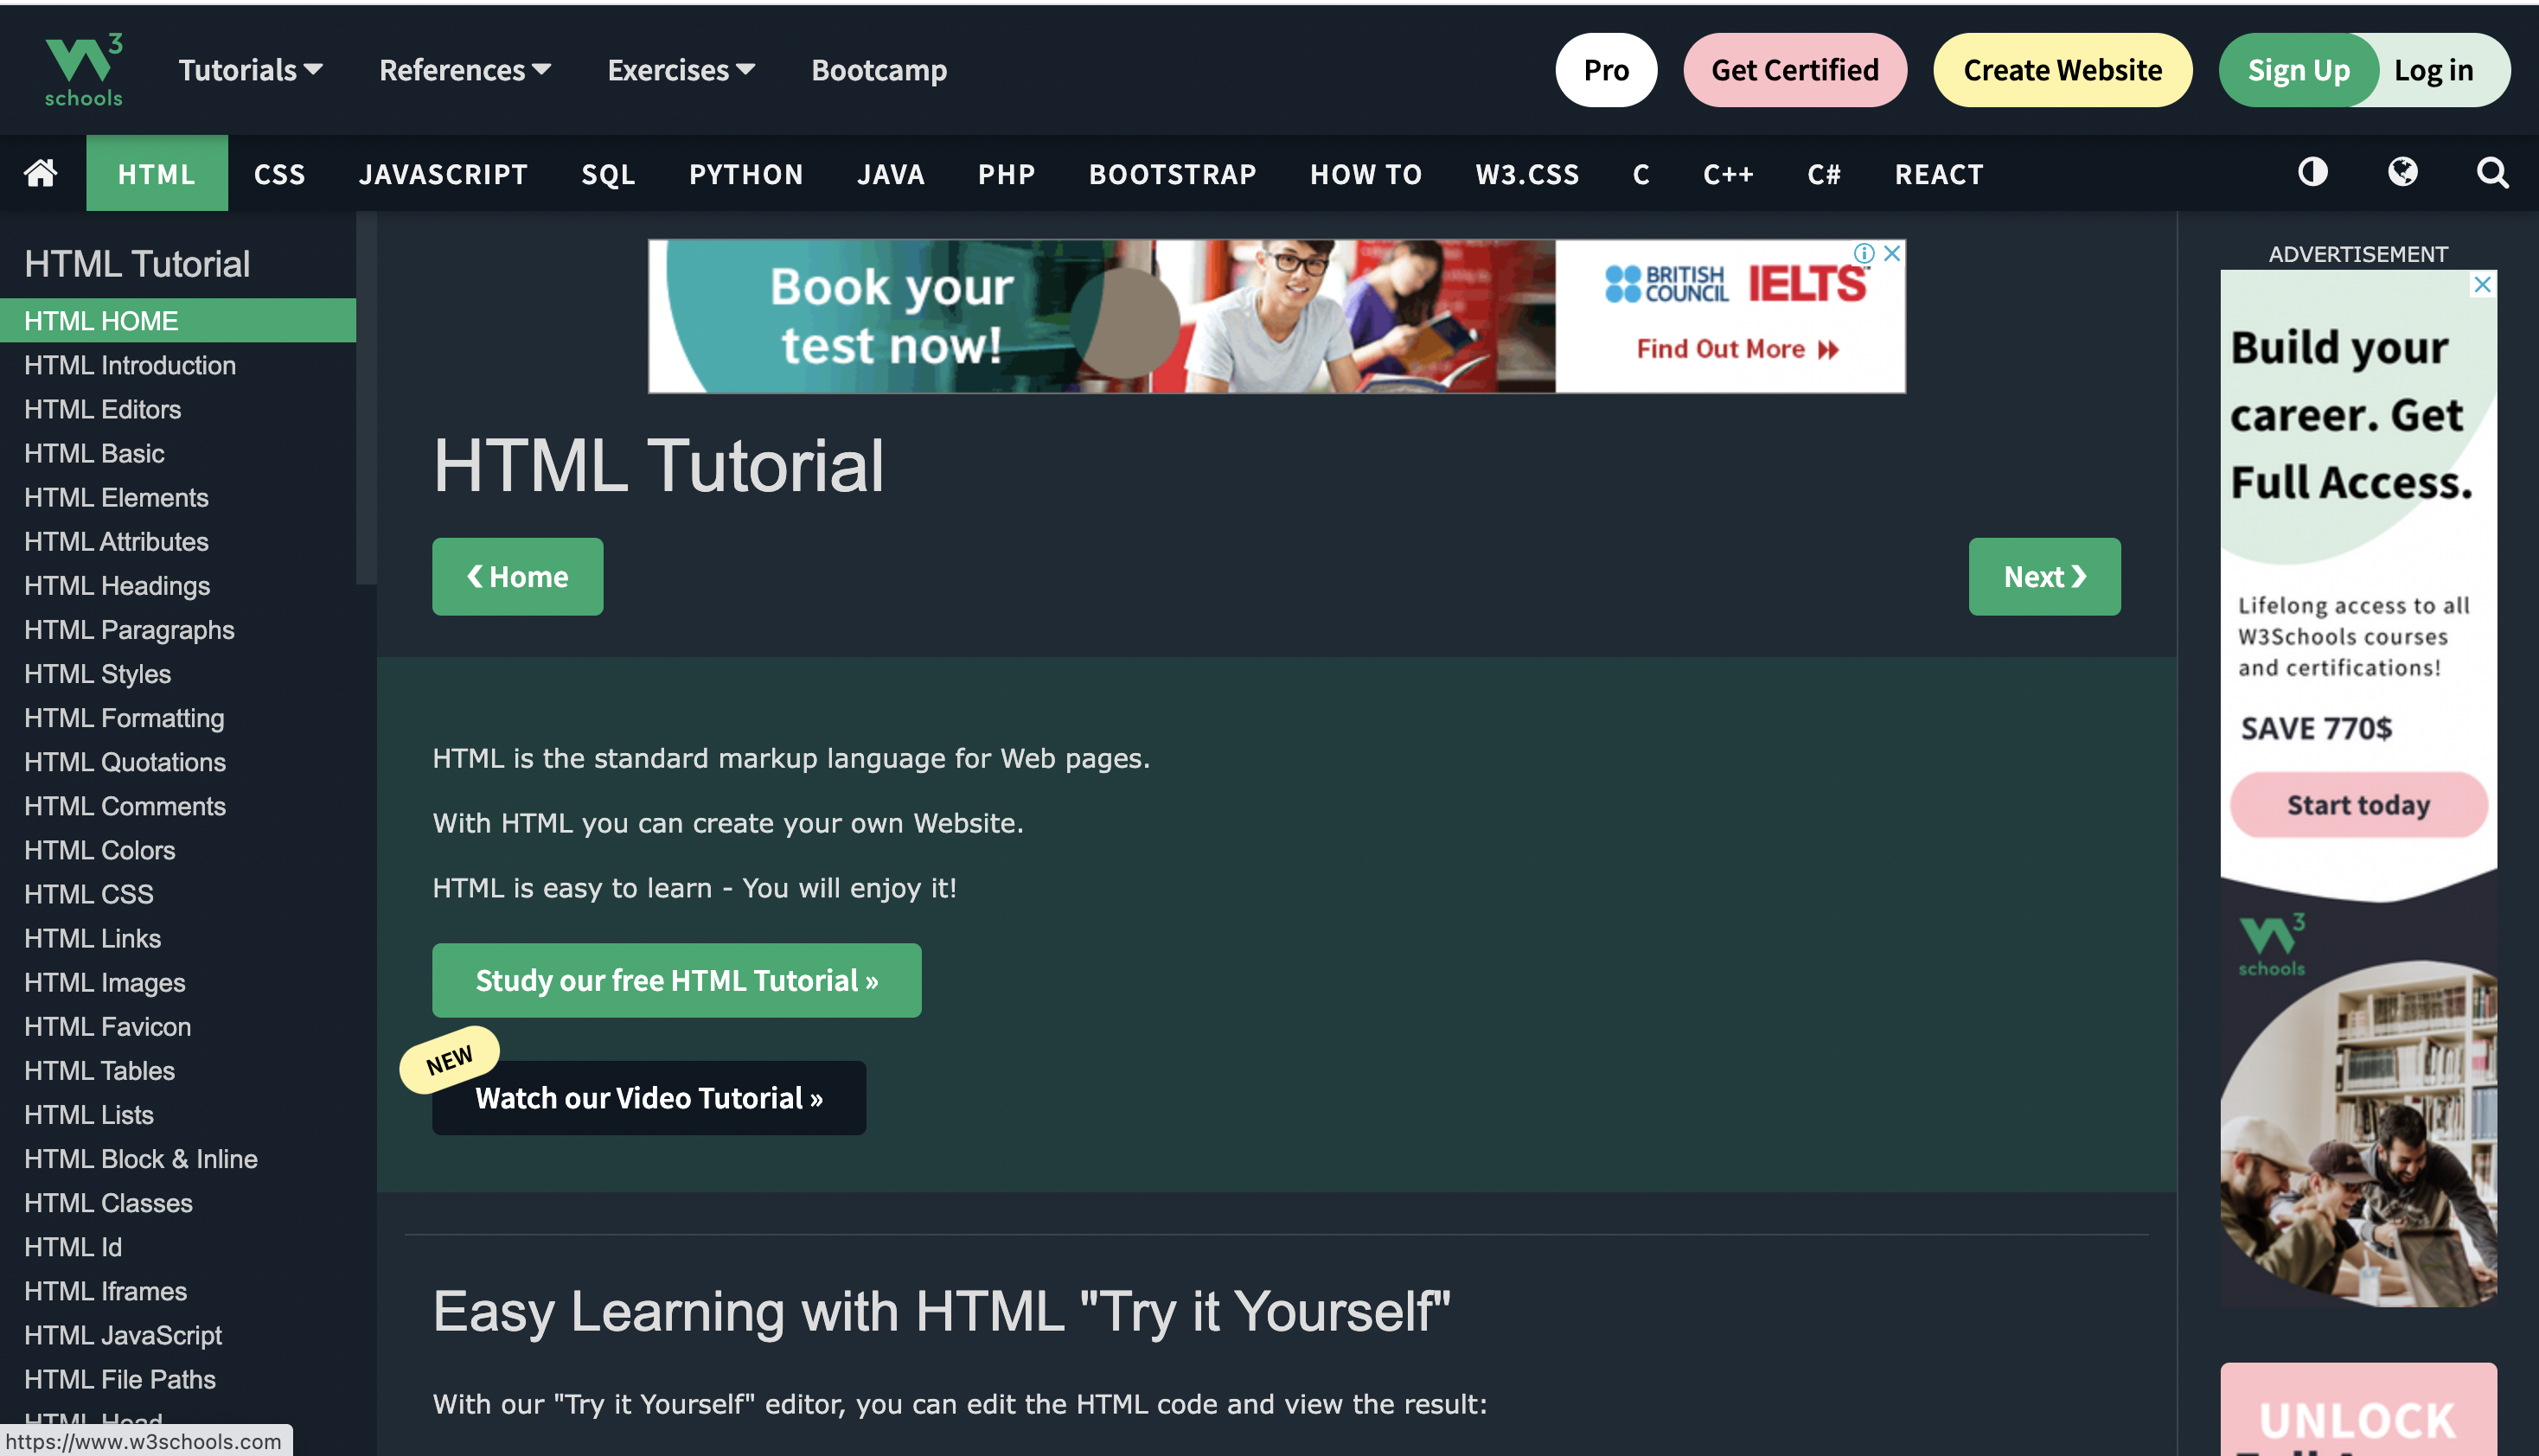 W3 schools
Tutorials
References
Exercises
Bootcamp
Pro
Get Certified
Create Website
Sign Up
Log in
HTML
CSS
JAVASCRIPT
SQL
PYTHON
JAVA
PHP
BOOTSTRAP
HOW TO
W3.CSS
C
C++
C#
REACT
HTML Tutorial
HTML HOME
HTML Introduction
HTML Editors
HTML Basic
HTML Elements
HTML Attributes
HTML Headings
HTML Paragraphs
HTML Styles
HTML Formatting
HTML Quotations
HTML Comments
HTML Colors
HTML CSS
HTML Links
HTML Images
HTML Favicon
HTML Tables
HTML Lists
HTML Block & Inline
HTML Classes
HTML Id
HTML Iframes
HTML JavaScript
HTML File Paths
HTML Head
https://www.w3schools.com
Book your
test now!
BRITISH
COUNCIL
IELTS™
Find Out More
HTML Tutorial
❮ Home
Next ❯
HTML is the standard markup language for Web pages.
With HTML you can create your own Website.
HTML is easy to learn - You will enjoy it!
Study our free HTML Tutorial »
NEW
Watch our Video Tutorial »
Easy Learning with HTML "Try it Yourself"
With our "Try it Yourself" editor, you can edit the HTML code and view the result:
ADVERTISEMENT
Build your
career. Get
Full Access.
Lifelong access to all
W3Schools courses
and certifications!
SAVE 770$
Start today
W3 schools
UNLOCK